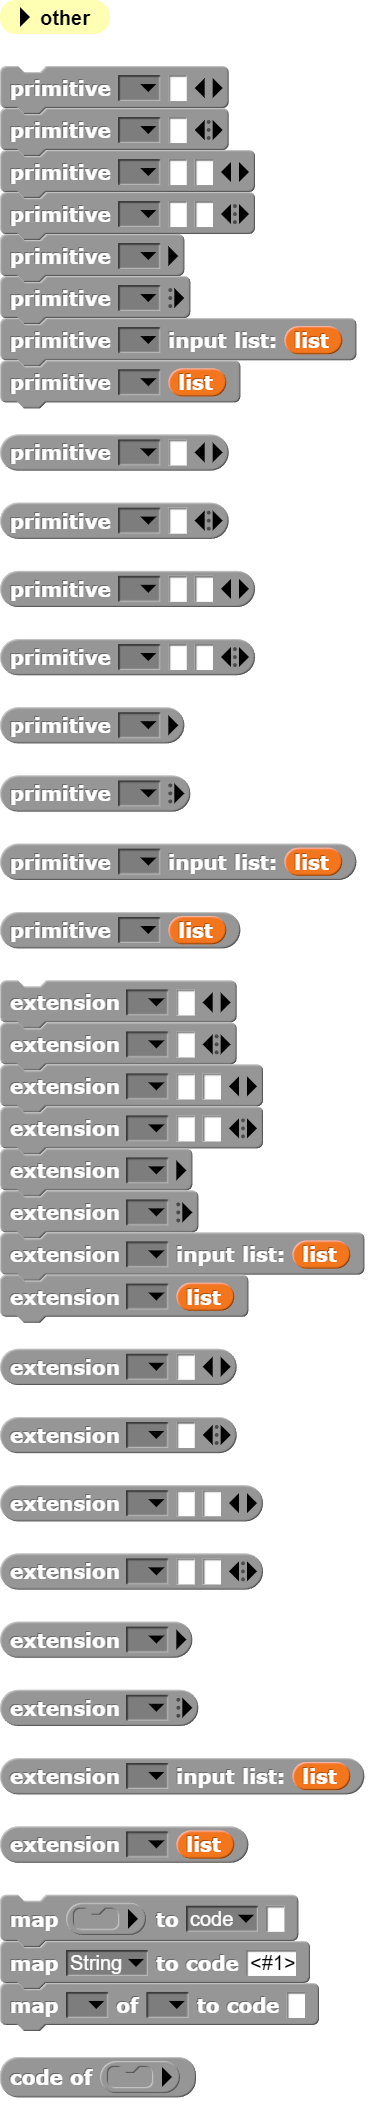 other
primitive
primitive
primitive
primitive
primitive
primitive
primitive input list: list
primitive list
primitive
primitive
primitive
primitive
primitive
primitive
primitive input list: list
primitive list
extension
extension
extension
extension
extension
extension
extension input list: list
extension list
extension
extension
extension
extension
extension
extension
extension input list: list
extension list
map to code
map String to code <#1>
map of to code
code of